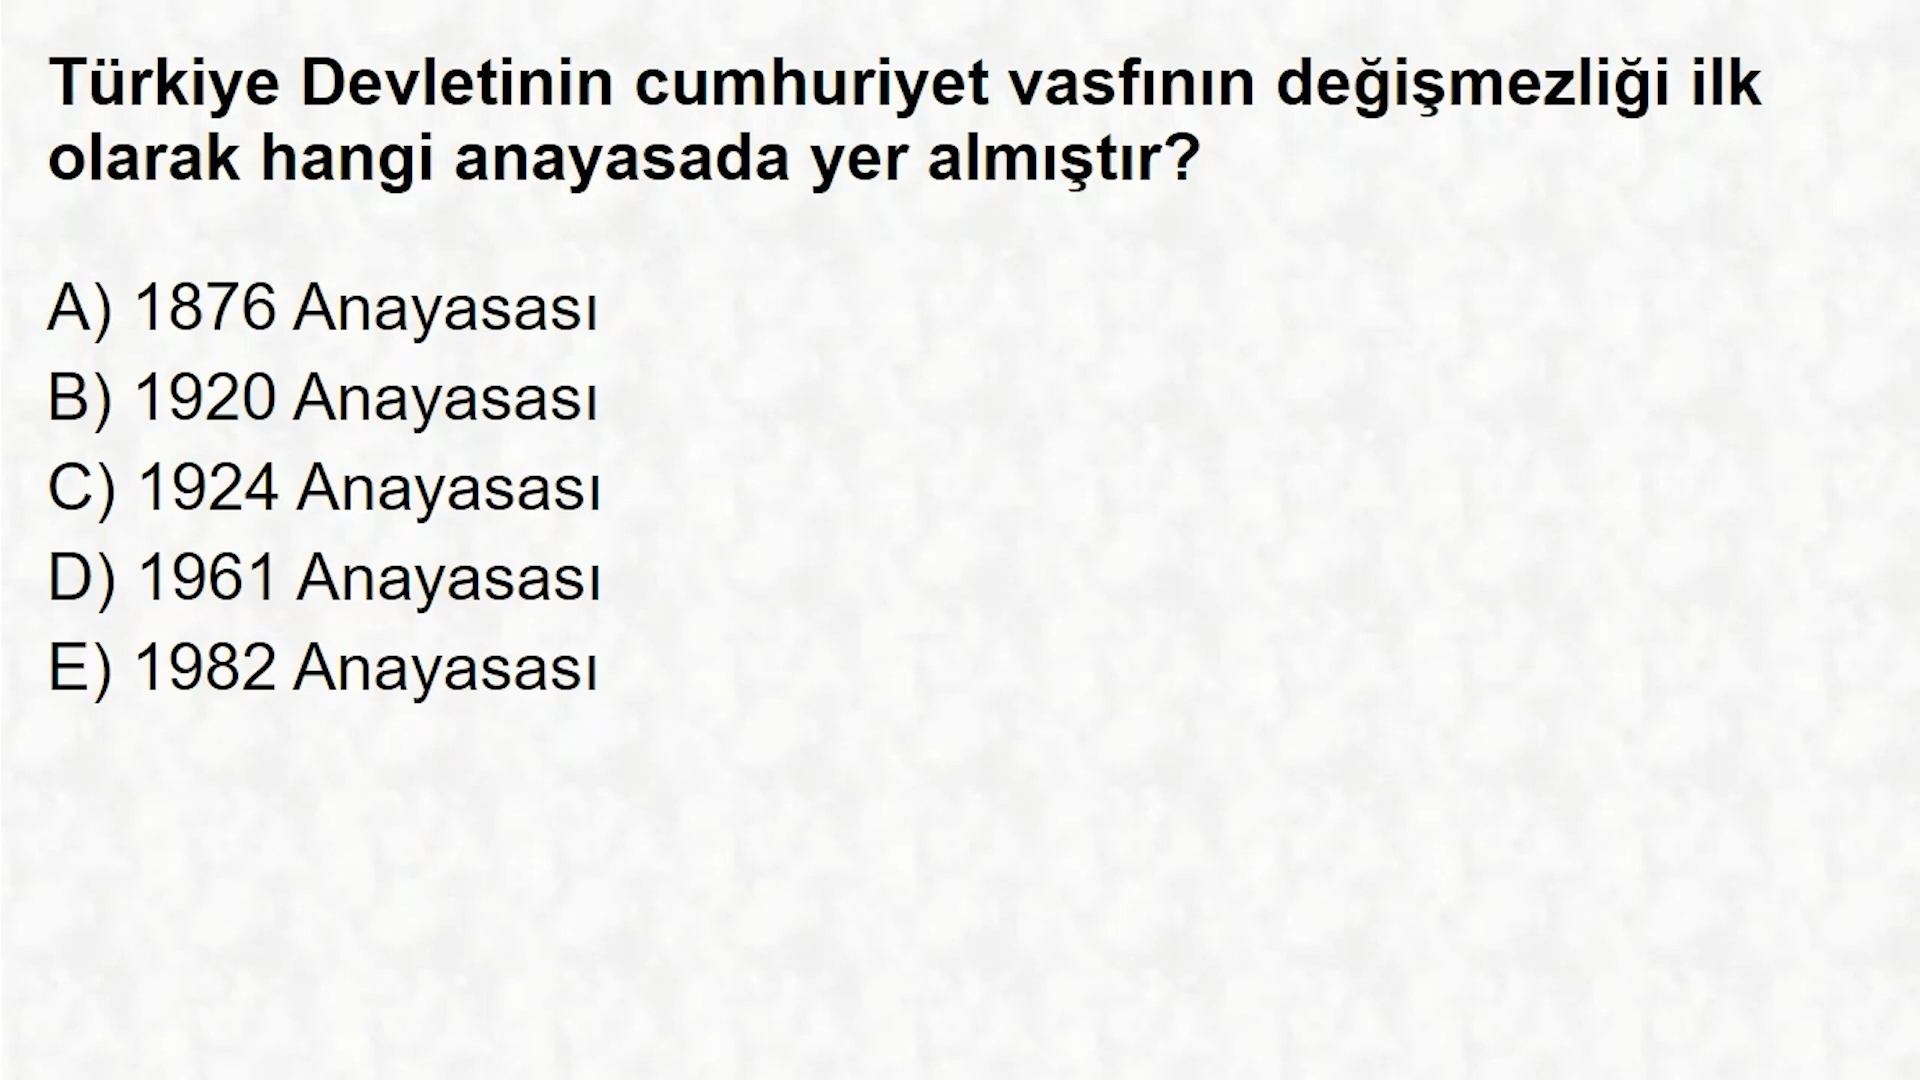 Türkiye Devletinin cumhuriyet vasfının değişmezliği ilk
olarak hangi anayasada yer almıştır?
A) 1876 Anayasası
B) 1920 Anayasası
C) 1924 Anayasası
D) 1961 Anayasası
E) 1982 Anayasası